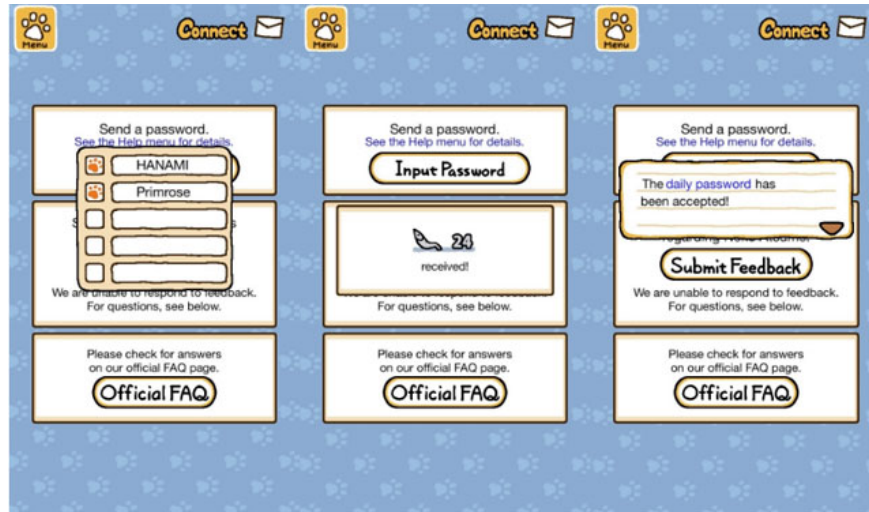 Menu
Connect
Send a password.
See the Help menu for details.
HANAMI
Primrose
We are unable to respond to feedback.
For questions, see below.
Please check for answers
on our official FAQ page.
Official FAQ
Menu
Connect
Send a password.
See the Help menu for details.
Input Password
24
received!
For questions, see below.
Please check for answers
on our official FAQ page.
Official FAQ
Menu
Connect
Send a password.
See the Help menu for details.
The daily password has
been accepted!
Submit Feedback
We are unable to respond to feedback.
For questions, see below.
Please check for answers
on our official FAQ page.
Official FAQ